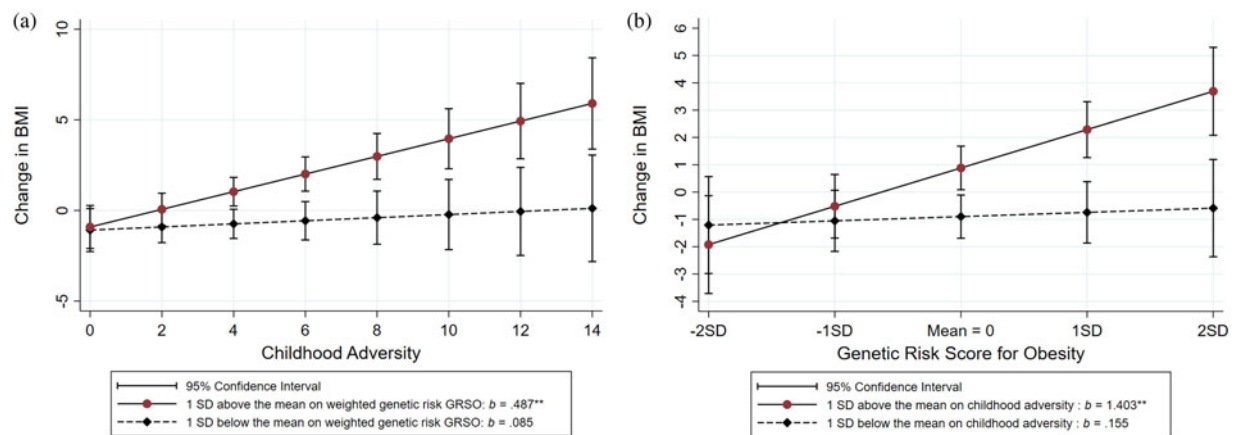 (a)
10
5
0
-5
Change in BMI
0 2 4 6 8 10 12 14
Childhood Adversity
95% Confidence Interval
1 SD above the mean on weighted genetic risk GRSO: b = .487**
1 SD below the mean on weighted genetic risk GRSO: b = .085
(b)
6
5
4
3
2
1
0
-1
-2
-3
-4
Change in BMI
-2SD -1SD Mean = 0 1SD 2SD
Genetic Risk Score for Obesity
95% Confidence Interval
1 SD above the mean on childhood adversity : b = 1.403**
1 SD below the mean on childhood adversity : b = .155